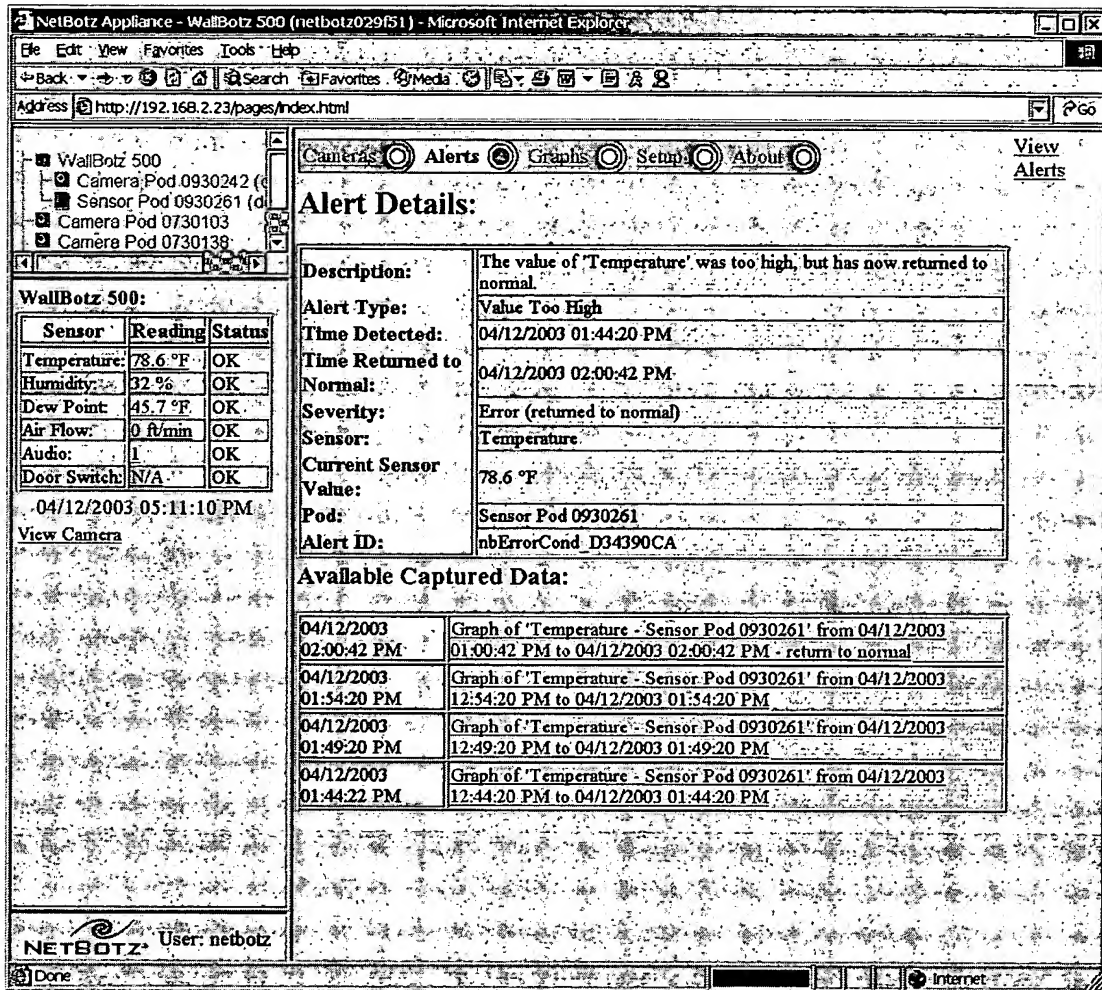 NetBotz Appliance - WallBotz 500 (netbotz029f51) - Microsoft Internet Explorer
File Edit View Favorites Tools Help
Back Search Favorites Media
Address http://192.168.2.23/pages/index.html Go
WallBotz 500
Camera Pod 0930242 (c
Sensor Pod 0930261 (d
Camera Pod 0730103
Camera Pod 0730138
WallBotz 500:
Sensor Reading Status
Temperature: 78.6 °F OK
Humidity: 32 % OK
Dew Point: 45.7 °F OK
Air Flow: 0 ft/min OK
Audio: 1 OK
Door Switch: N/A OK
04/12/2003 05:11:10 PM
View Camera
NETBOTZ User: netbotz
Cameras Alerts Graphs Setup About
View
Alerts
Alert Details:
Description: The value of 'Temperature' was too high, but has now returned to
normal.
Alert Type: Value Too High
Time Detected: 04/12/2003 01:44:20 PM
Time Returned to
Normal: 04/12/2003 02:00:42 PM
Severity: Error (returned to normal)
Sensor: Temperature
Current Sensor
Value: 78.6 °F
Pod: Sensor Pod 0930261
Alert ID: nbErrorCond_D34390CA
Available Captured Data:
04/12/2003 Graph of 'Temperature - Sensor Pod 0930261' from 04/12/2003
02:00:42 PM 01:00:42 PM to 04/12/2003 02:00:42 PM - return to normal
04/12/2003 Graph of 'Temperature - Sensor Pod 0930261' from 04/12/2003
01:54:20 PM 12:54:20 PM to 04/12/2003 01:54:20 PM
04/12/2003 Graph of 'Temperature - Sensor Pod 0930261' from 04/12/2003
01:49:20 PM 12:49:20 PM to 04/12/2003 01:49:20 PM
04/12/2003 Graph of 'Temperature - Sensor Pod 0930261' from 04/12/2003
01:44:22 PM 12:44:20 PM to 04/12/2003 01:44:20 PM
Done Internet